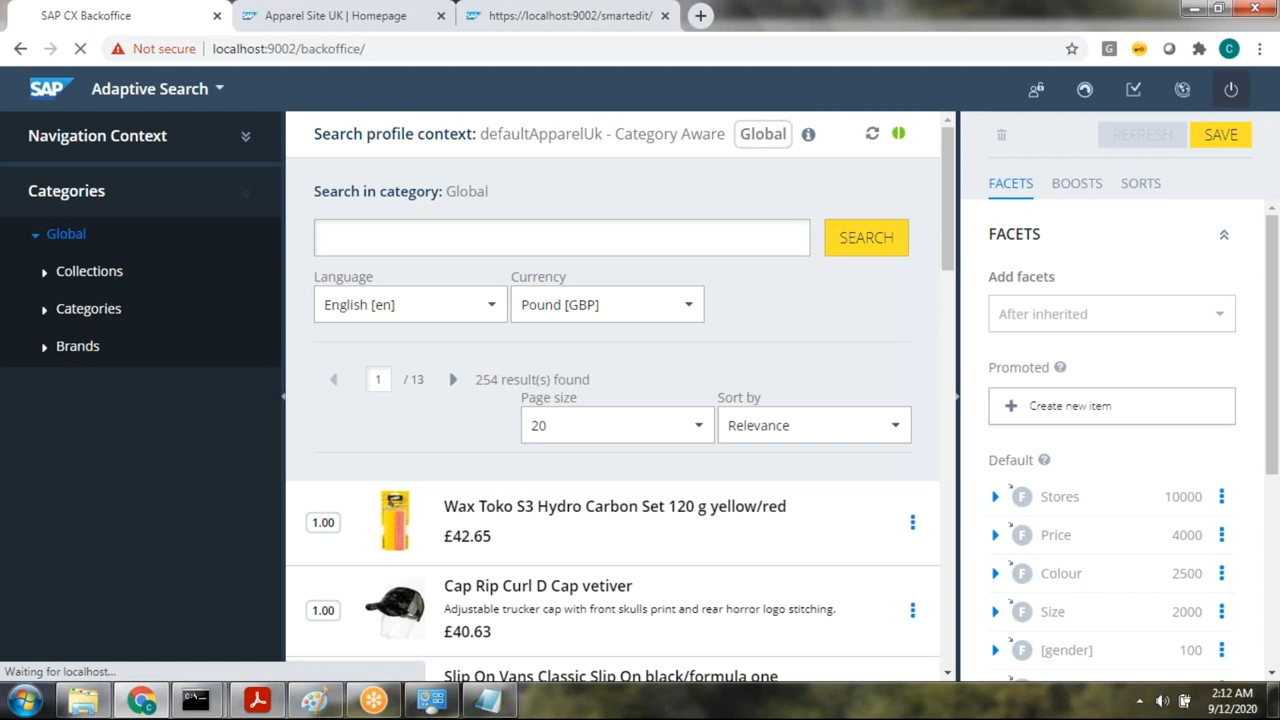 SAP CX Backoffice
Apparel Site UK | Homepage
https://localhost:9002/smartedit/
Not secure
localhost:9002/backoffice/
SAP
Adaptive Search
Navigation Context
Categories
Global
Collections
Categories
Brands
Search profile context: defaultApparelUk - Category Aware Global
Search in category: Global
SEARCH
Language
Currency
English [en]
Pound [GBP]
1 / 13
254 result(s) found
Page size
Sort by
20
Relevance
1.00
Wax Toko S3 Hydro Carbon Set 120 g yellow/red
£42.65
1.00
Cap Rip Curl D Cap vetiver
Adjustable trucker cap with front skulls print and rear horror logo stitching.
£40.63
Slip On Vans Classic Slip On black/formula one
REFRESH
SAVE
FACETS
BOOSTS
SORTS
FACETS
Add facets
After inherited
Promoted
Create new item
Default
F Stores 10000
F Price 4000
F Colour 2500
F Size 2000
F [gender] 100
Waiting for localhost...
2:12 AM
9/12/2020